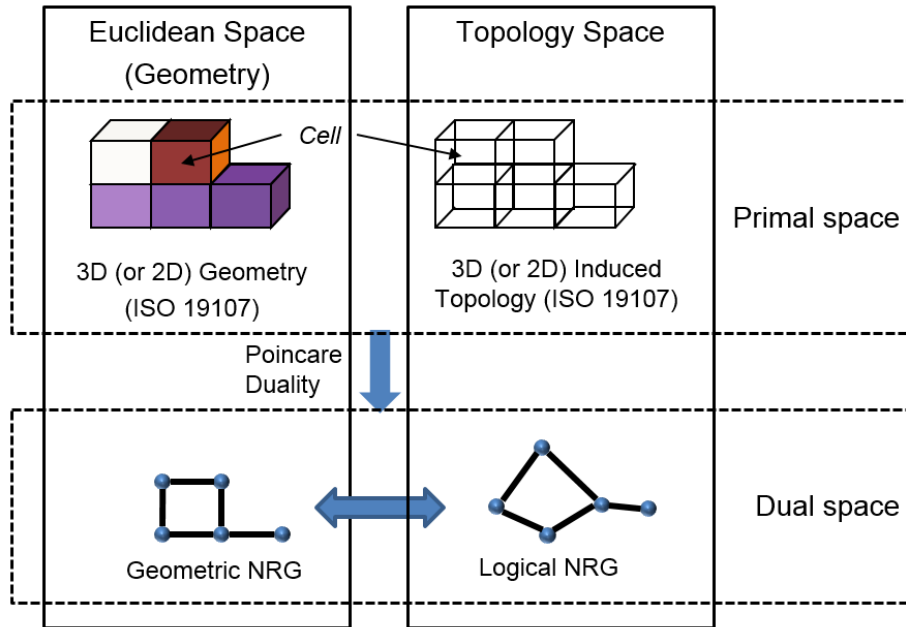 Euclidean Space
(Geometry)
Topology Space
Cell
3D (or 2D) Geometry
(ISO 19107)
3D (or 2D) Induced
Topology (ISO 19107)
Primal space
Poincare
Duality
Geometric NRG
Logical NRG
Dual space